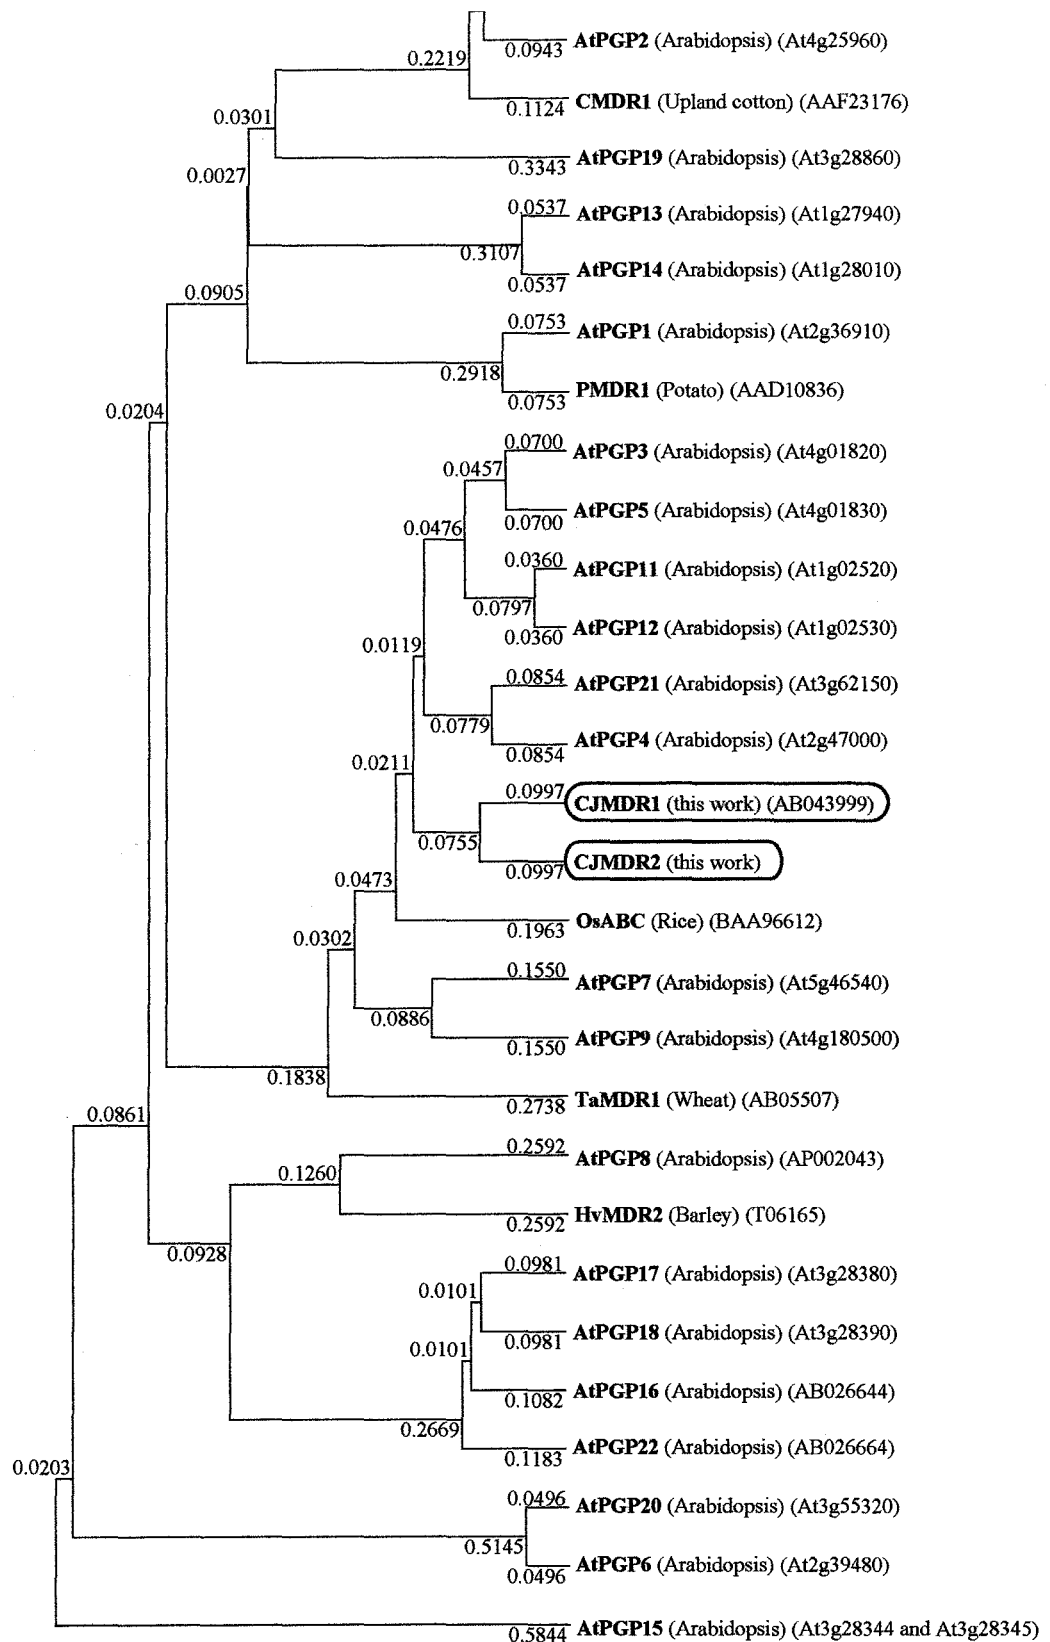 0.0943 AtPGP2 (Arabidopsis) (At4g25960)
0.2219
0.1124 CMDR1 (Upland cotton) (AAF23176)
0.0301
0.3343 AtPGP19 (Arabidopsis) (At3g28860)
0.0027
0.0537 AtPGP13 (Arabidopsis) (At1g27940)
0.3107
0.0537 AtPGP14 (Arabidopsis) (At1g28010)
0.0905
0.0753 AtPGP1 (Arabidopsis) (At2g36910)
0.2918
0.0753 PMDR1 (Potato) (AAD10836)
0.0204
0.0700 AtPGP3 (Arabidopsis) (At4g01820)
0.0457
0.0700 AtPGP5 (Arabidopsis) (At4g01830)
0.0476
0.0360 AtPGP11 (Arabidopsis) (At1g02520)
0.0797
0.0360 AtPGP12 (Arabidopsis) (At1g02530)
0.0119
0.0854 AtPGP21 (Arabidopsis) (At3g62150)
0.0779
0.0854 AtPGP4 (Arabidopsis) (At2g47000)
0.0211
0.0997 CJMDR1 (this work) (AB043999)
0.0755
0.0997 CJMDR2 (this work)
0.0473
0.1963 OsABC (Rice) (BAA96612)
0.0302
0.1550 AtPGP7 (Arabidopsis) (At5g46540)
0.0886
0.1550 AtPGP9 (Arabidopsis) (At4g180500)
0.1838
0.2738 TaMDR1 (Wheat) (AB05507)
0.0861
0.2592 AtPGP8 (Arabidopsis) (AP002043)
0.1260
0.2592 HvMDR2 (Barley) (T06165)
0.0928
0.0981 AtPGP17 (Arabidopsis) (At3g28380)
0.0101
0.0981 AtPGP18 (Arabidopsis) (At3g28390)
0.0101
0.1082 AtPGP16 (Arabidopsis) (AB026644)
0.2669
0.1183 AtPGP22 (Arabidopsis) (AB026664)
0.0203
0.0496 AtPGP20 (Arabidopsis) (At3g55320)
0.5145
0.0496 AtPGP6 (Arabidopsis) (At2g39480)
0.5844 AtPGP15 (Arabidopsis) (At3g28344 and At3g28345)